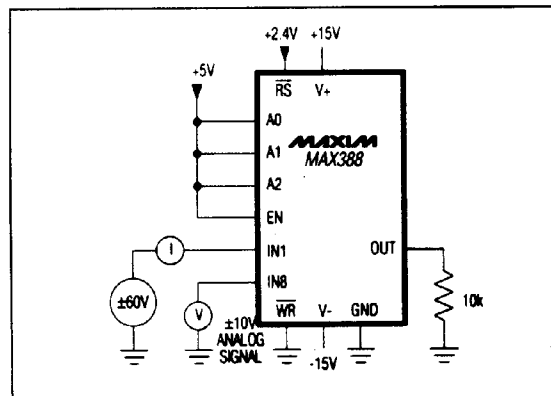 +2.4V +15V
+5V
RS V+
A0
MAXIM
MAX388
A1
A2
EN
I
IN1
OUT
IN8
±60V
V
10k
±10V
ANALOG
SIGNAL
WR V- GND
-15V